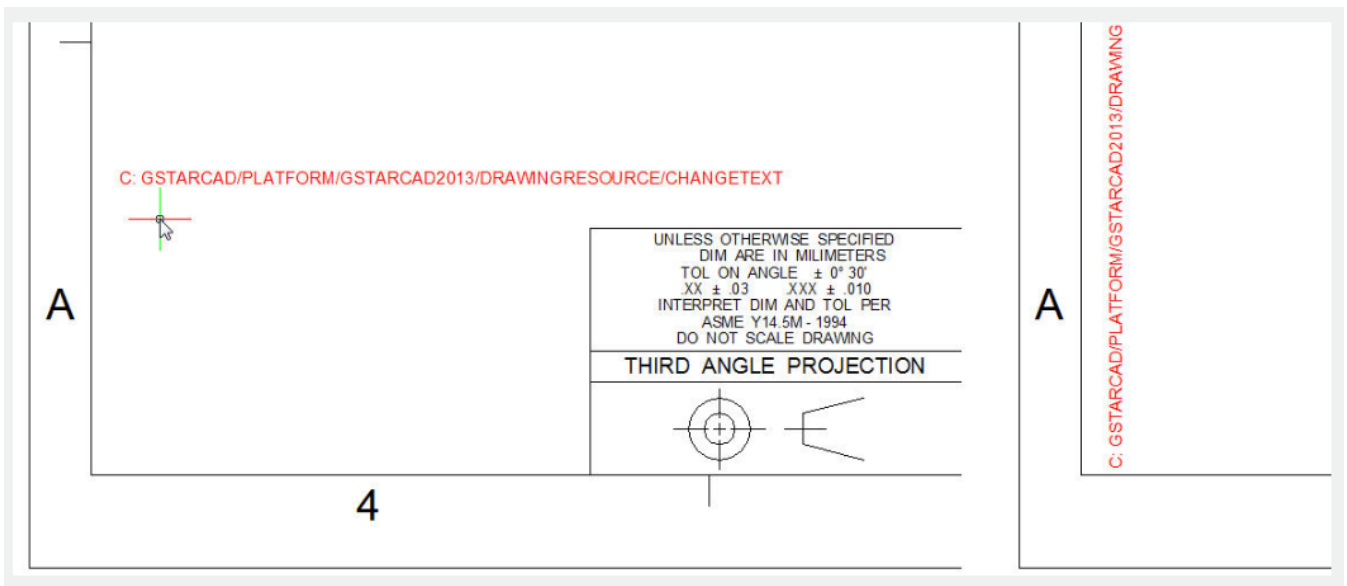 C: GSTARCAD/PLATFORM/GSTARCAD2013/DRAWINGRESOURCE/CHANGETEXT
UNLESS OTHERWISE SPECIFIED
DIM ARE IN MILIMETERS
TOL ON ANGLE ± 0° 30'
.XX ± .03 .XXX ± .010
INTERPRET DIM AND TOL PER
ASME Y14.5M - 1994
DO NOT SCALE DRAWING
THIRD ANGLE PROJECTION
A
4
C: GSTARCAD/PLATFORM/GSTARCAD2013/DRAWING
A